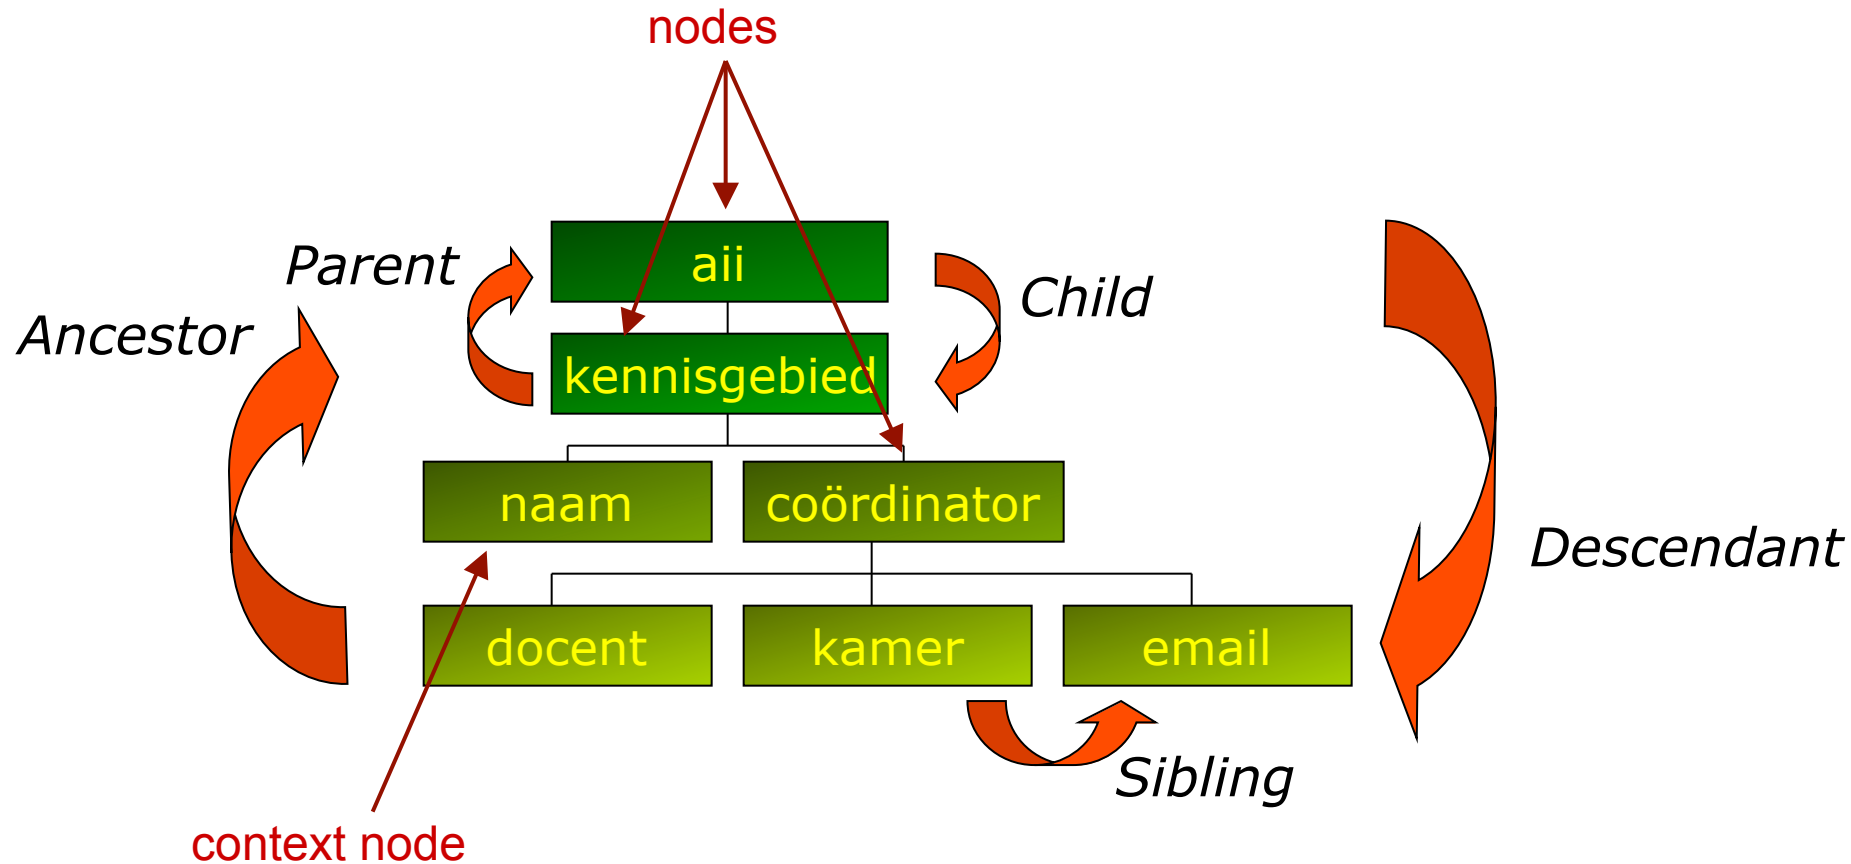 nodes
aii
Parent
Child
Ancestor
kennisgebied
naam
coördinator
Descendant
docent
kamer
email
Sibling
context node